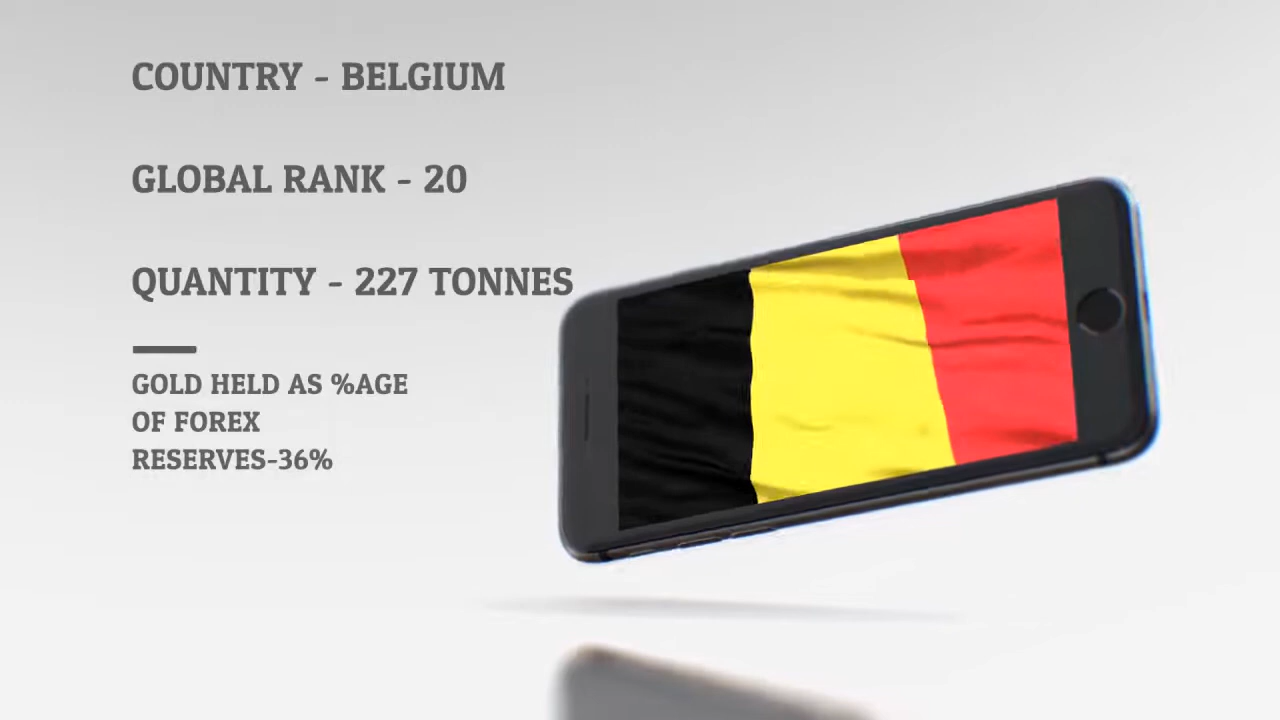 COUNTRY - BELGIUM
GLOBAL RANK - 20
QUANTITY - 227 TONNES
GOLD HELD AS %AGE
OF FOREX
RESERVES-36%